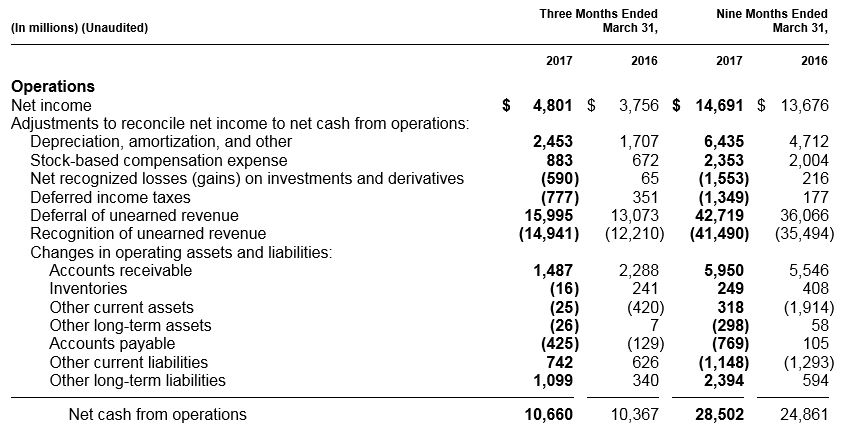 Three Months Ended Nine Months Ended
(In millions) (Unaudited) March 31, March 31,
2017 2016 2017 2016
Operations
Net income $ 4,801 $ 3,756 $ 14,691 $ 13,676
Adjustments to reconcile net income to net cash from operations:
Depreciation, amortization, and other 2,453 1,707 6,435 4,712
Stock-based compensation expense 883 672 2,353 2,004
Net recognized losses (gains) on investments and derivatives (590) 65 (1,553) 216
Deferred income taxes (777) 351 (1,349) 177
Deferral of unearned revenue 15,995 13,073 42,719 36,066
Recognition of unearned revenue (14,941) (12,210) (41,490) (35,494)
Changes in operating assets and liabilities:
Accounts receivable 1,487 2,288 5,950 5,546
Inventories (16) 241 249 408
Other current assets (25) (420) 318 (1,914)
Other long-term assets (26) 7 (298) 58
Accounts payable (425) (129) (769) 105
Other current liabilities 742 626 (1,148) (1,293)
Other long-term liabilities 1,099 340 2,394 594
Net cash from operations 10,660 10,367 28,502 24,861